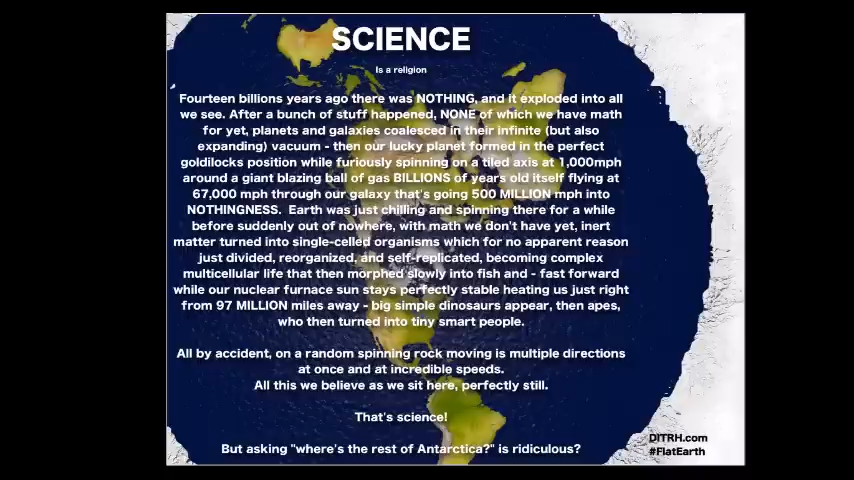 SCIENCE
Is a religion
Fourteen billions years ago there was NOTHING, and it exploded into all
we see. After a bunch of stuff happened, NONE of which we have math
for yet, planets and galaxies coalesced in their infinite (but also
expanding) vacuum - then our lucky planet formed in the perfect
goldilocks position while furiously spinning on a tiled axis at 1,000mph
around a giant blazing ball of gas BILLIONS of years old itself flying at
67,000 mph through our galaxy that's going 500 MILLION mph into
NOTHINGNESS. Earth was just chilling and spinning there for a while
before suddenly out of nowhere, with math we don't have yet, inert
matter turned into single-celled organisms which for no apparent reason
just divided, reorganized, and self-replicated, becoming complex
multicellular life that then morphed slowly into fish and - fast forward
while our nuclear furnace sun stays perfectly stable heating us just right
from 97 MILLION miles away - big simple dinosaurs appear, then apes,
who then turned into tiny smart people.
All by accident, on a random spinning rock moving is multiple directions
at once and at incredible speeds.
All this we believe as we sit here, perfectly still.
That's science!
But asking "where's the rest of Antarctica?" is ridiculous?
DITRH.com
#FlatEarth